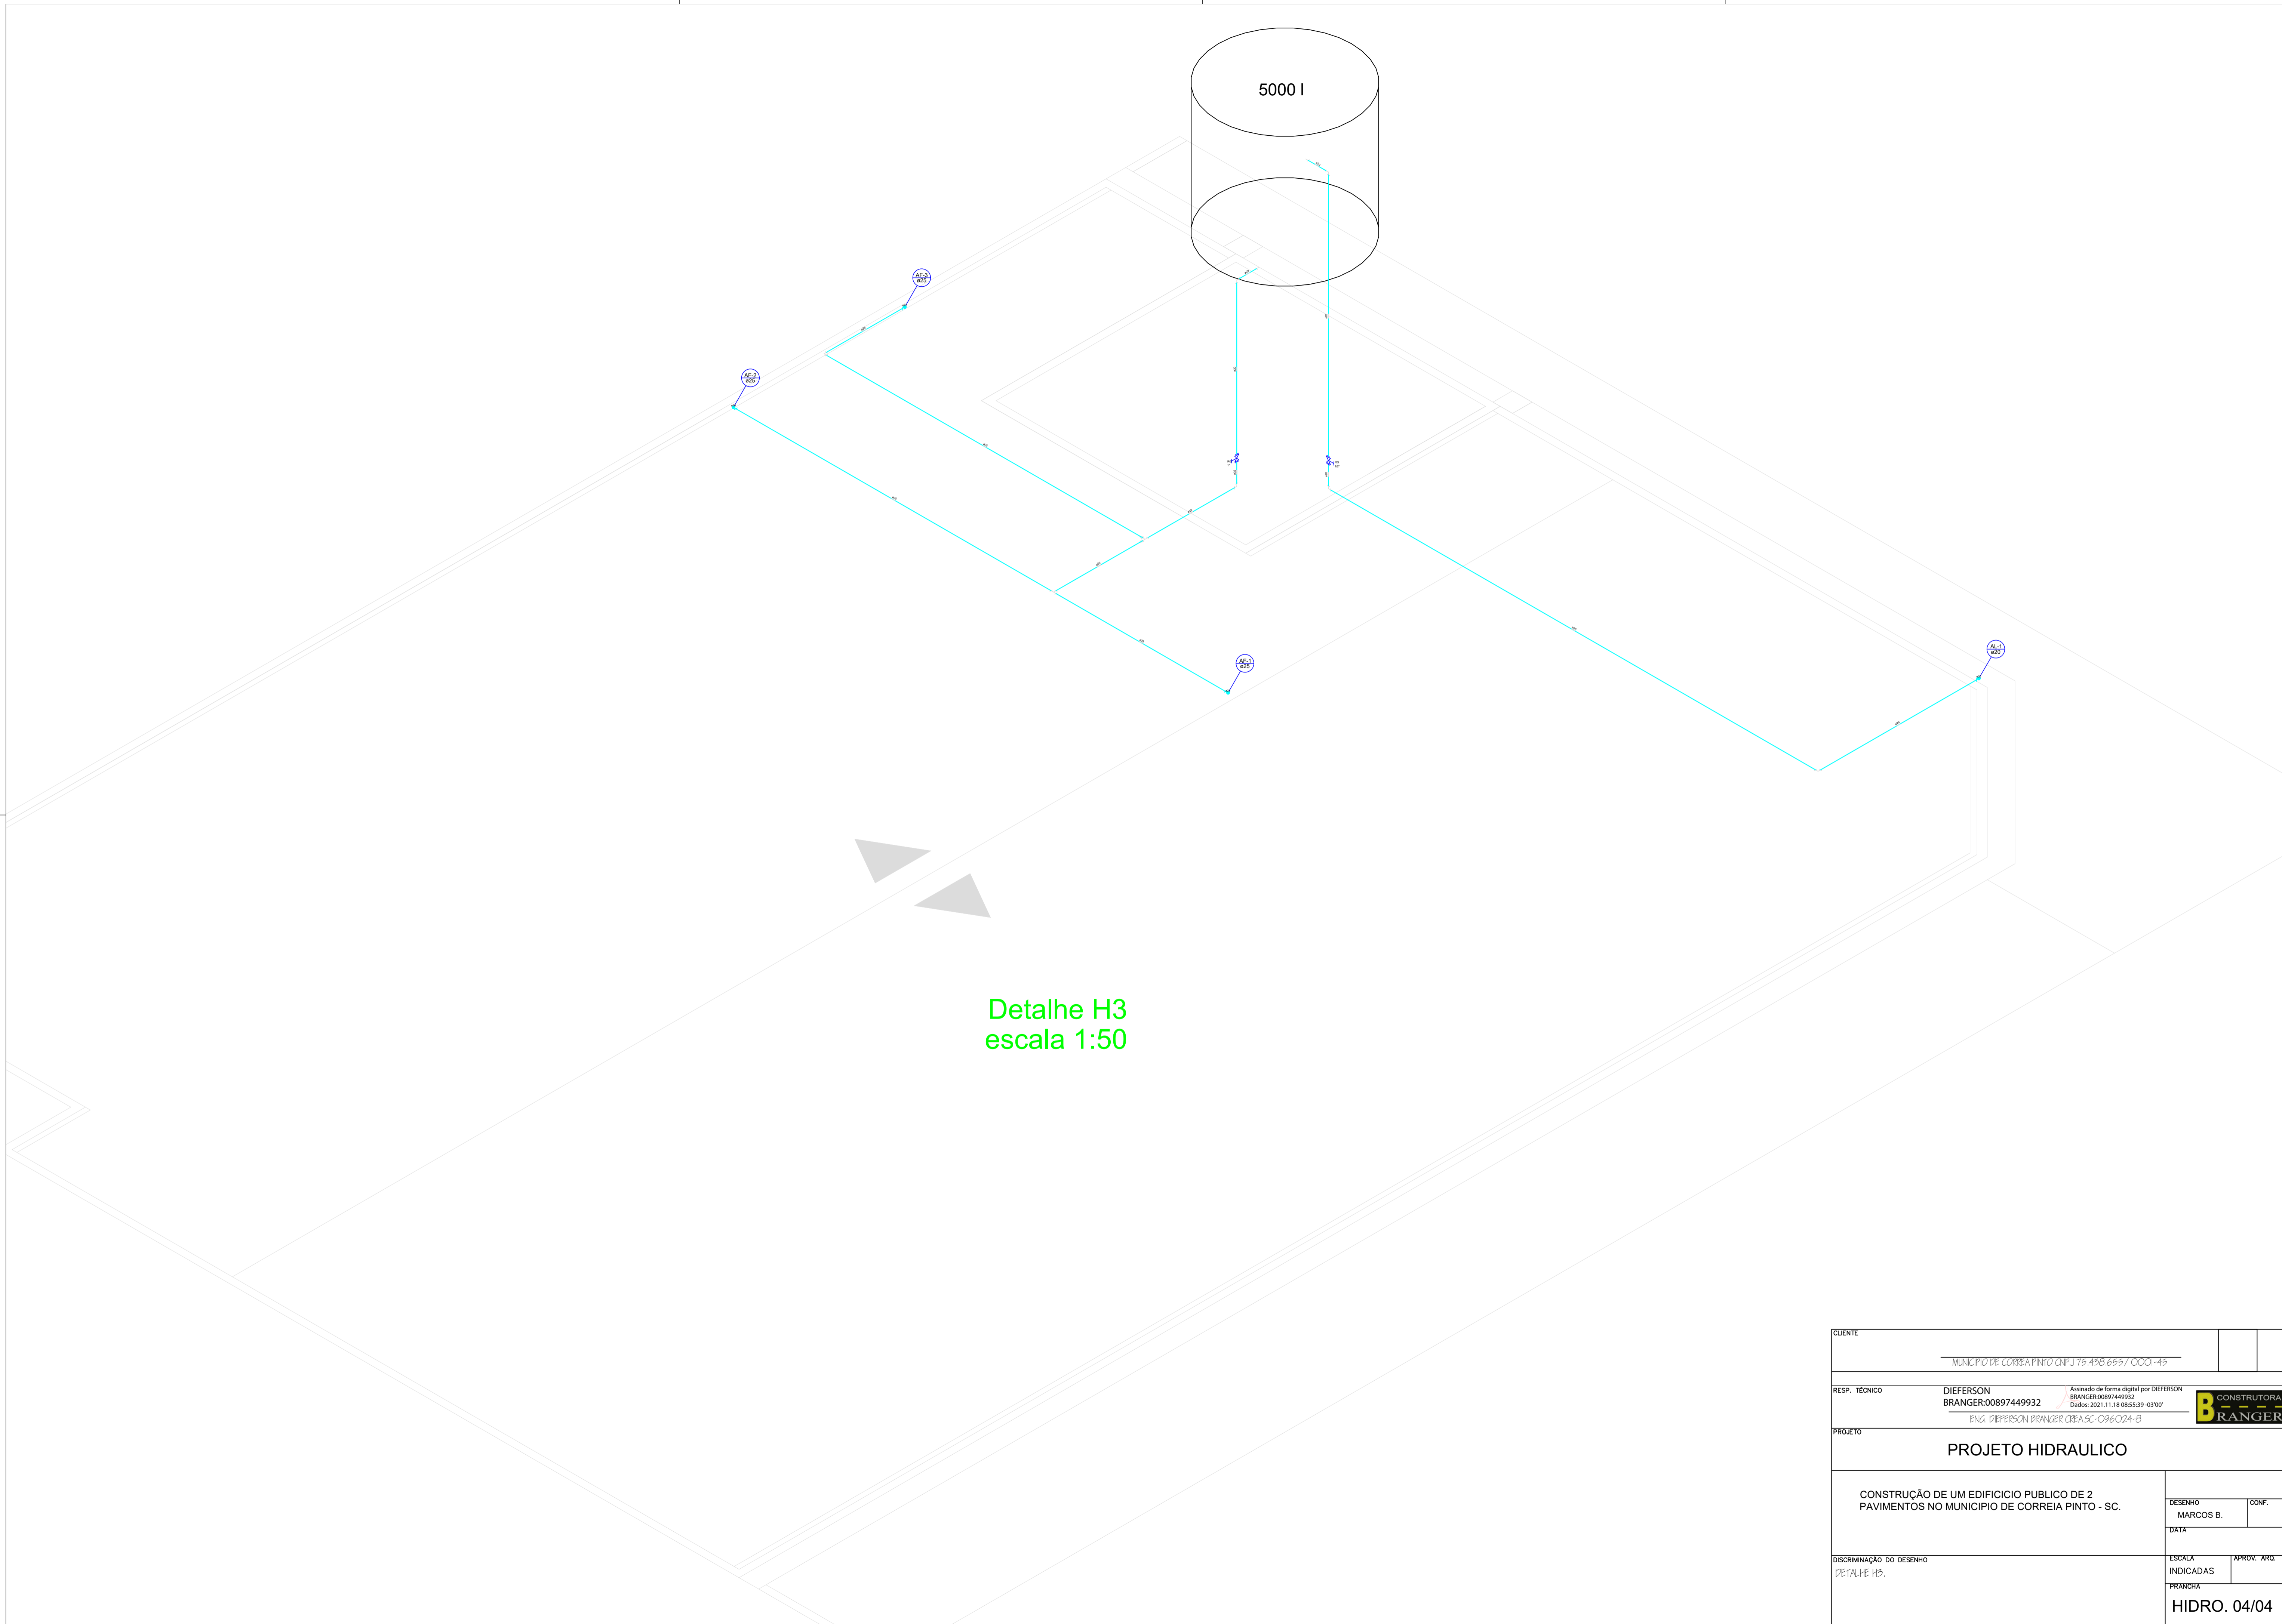 5000 l
AF-3
ø25
AF-2
ø25
AF-1
ø25
AL-1
ø20
Detalhe H3
escala 1:50
CLIENTE
MUNICIPIO DE CORREA PINTO CNPJ 75.438.655/ 0001-45
RESP. TÉCNICO
DIEFERSON
BRANGER:00897449932
Assinado de forma digital por DIEFERSON
BRANGER:00897449932
Dados: 2021.11.18 08:55:39 -03'00'
ENG. DIEFERSON BRANGER CREA.SC-096024-8
CONSTRUTORA
BRANGER
PROJETO
PROJETO HIDRAULICO
CONSTRUÇÃO DE UM EDIFICICIO PUBLICO DE 2
PAVIMENTOS NO MUNICIPIO DE CORREIA PINTO - SC.
DESENHO
MARCOS B.
CONF.
DATA
DISCRIMINAÇÃO DO DESENHO
DETALHE H3.
ESCALA
INDICADAS
APROV. ARQ.
PRANCHA
HIDRO. 04/04